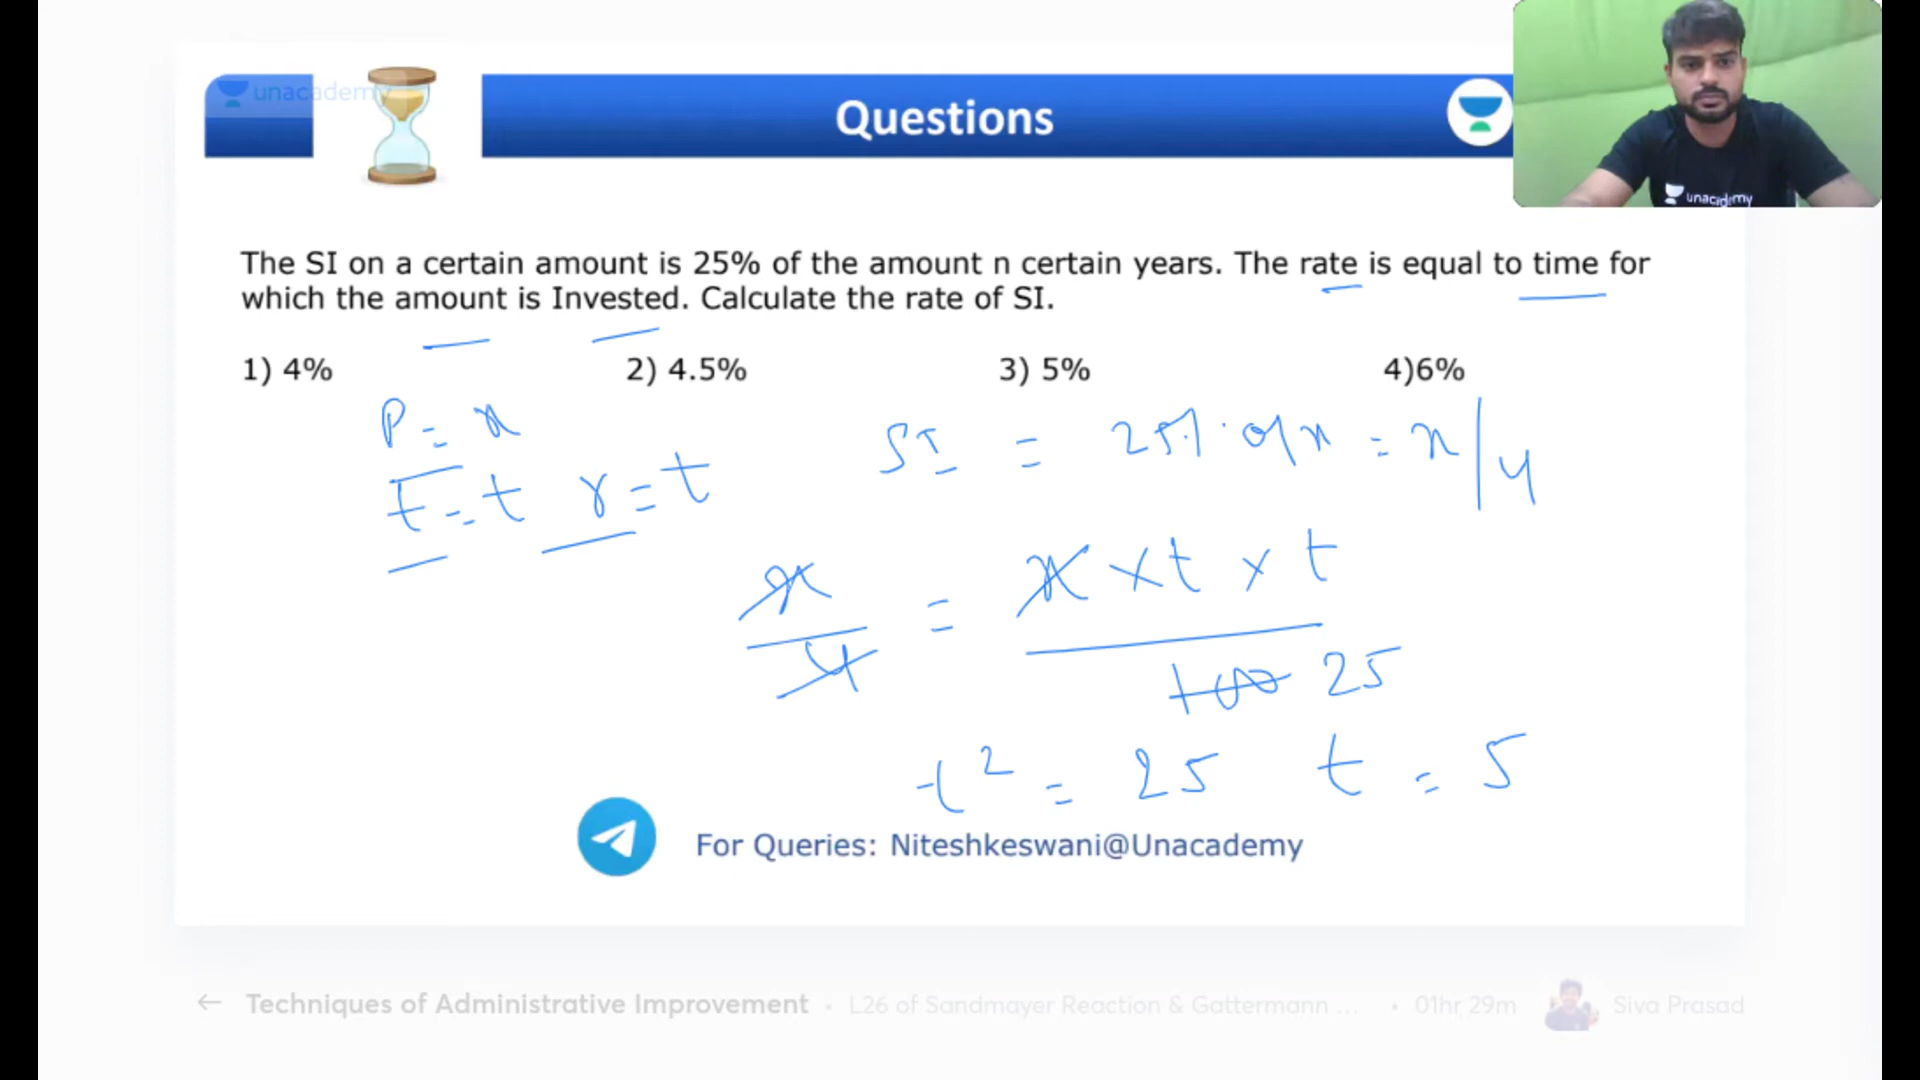 unacademy
Questions
unacademy
The SI on a certain amount is 25% of the amount n certain years. The rate is equal to time for
which the amount is Invested. Calculate the rate of SI.
1) 4% 2) 4.5% 3) 5% 4)6%
P = x
t = t r = t
SI = 25% of x = x/4
x/4 = x × t × t / 100 25
t² = 25 t = 5
For Queries: Niteshkeswani@Unacademy
← Techniques of Administrative Improvement • L26 of Sandmayer Reaction & Gattermann ... • 01hr 29m Siva Prasad